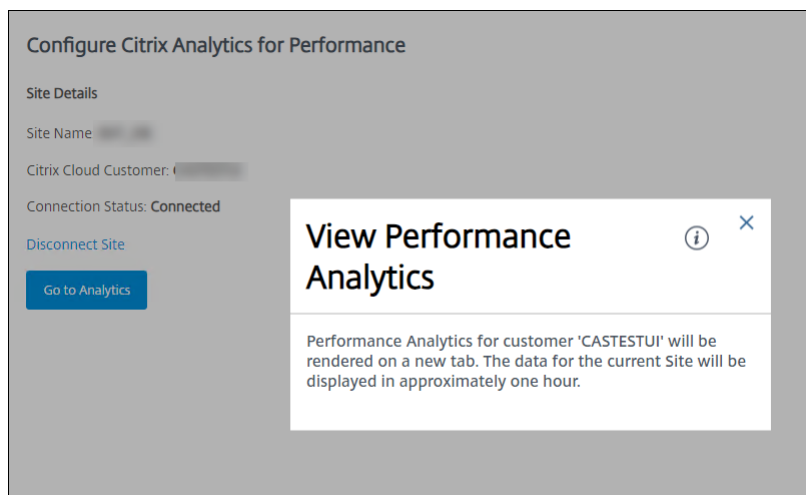 Configure Citrix Analytics for Performance
Site Details
Site Name
Citrix Cloud Customer:
Connection Status: Connected
Disconnect Site
Go to Analytics
View Performance
Analytics
Performance Analytics for customer 'CASTESTUI' will be
rendered on a new tab. The data for the current Site will be
displayed in approximately one hour.